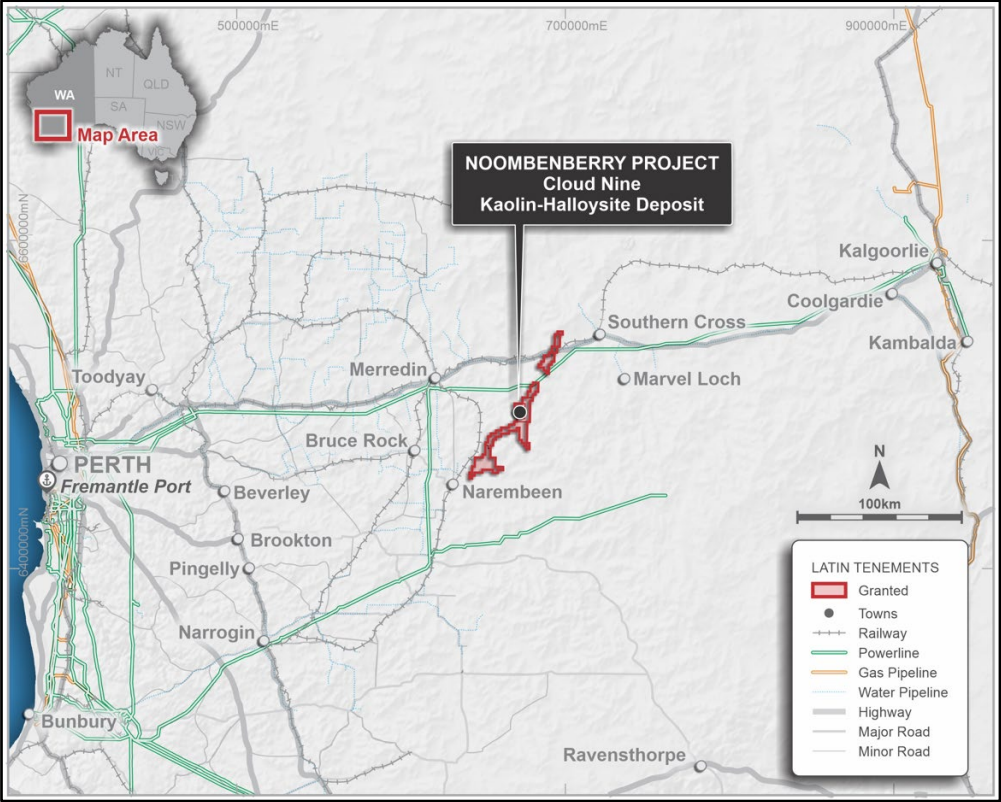 500000mE
700000mE
900000mE
NT
QLD
WA
SA
NSW
Map Area
VIC
6600000mN
NOOMBENBERRY PROJECT
Cloud Nine
Kaolin-Halloysite Deposit
Kalgoorlie
Coolgardie
Southern Cross
Kambalda
Merredin
Toodyay
Marvel Loch
Bruce Rock
PERTH
Fremantle Port
Beverley
Narembeen
N
100km
Brookton
6400000mN
Pingelly
Narrogin
Bunbury
Ravensthorpe
LATIN TENEMENTS
Granted
Towns
Railway
Powerline
Gas Pipeline
Water Pipeline
Highway
Major Road
Minor Road